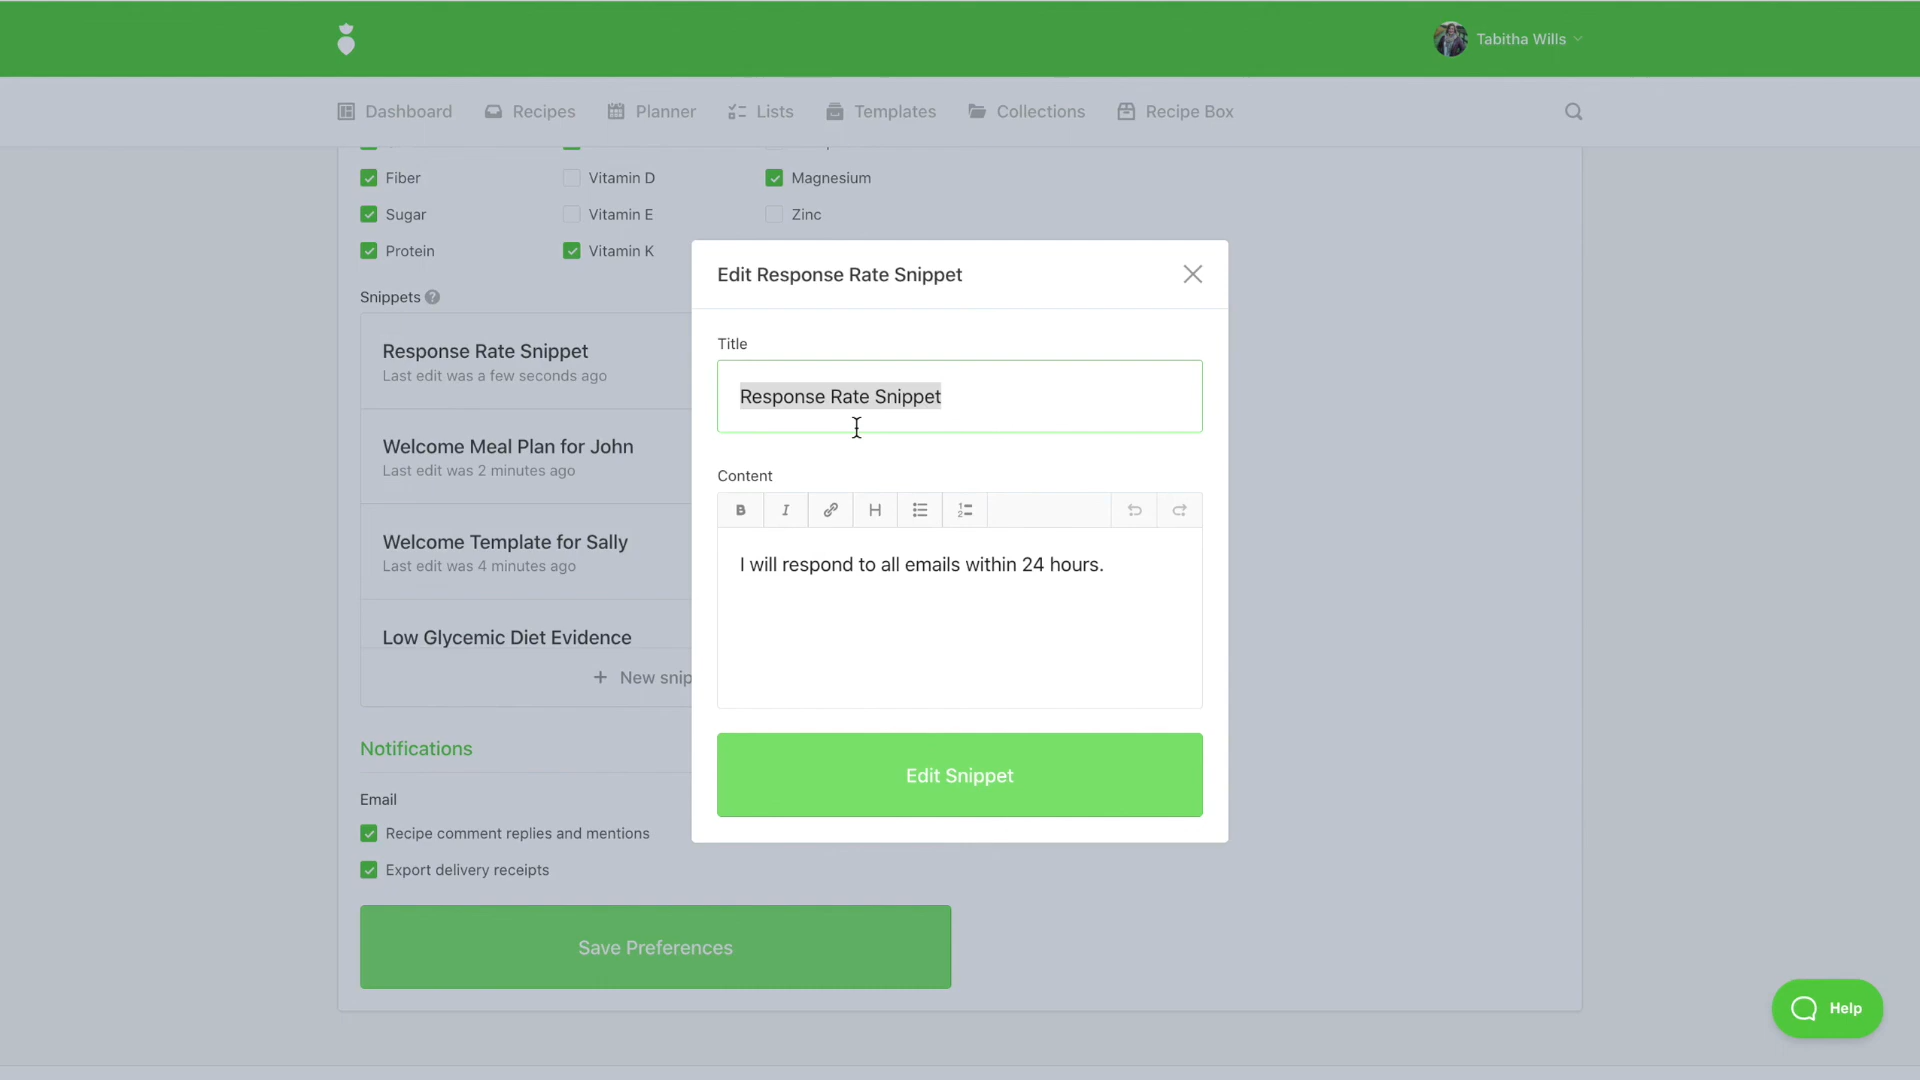 Tabitha Wills
Dashboard Recipes Planner Lists Templates Collections Recipe Box
Fiber Vitamin D Magnesium
Sugar Vitamin E Zinc
Protein Vitamin K
Snippets
Response Rate Snippet
Last edit was a few seconds ago
Welcome Meal Plan for John
Last edit was 2 minutes ago
Welcome Template for Sally
Last edit was 4 minutes ago
Low Glycemic Diet Evidence
+ New snip
Notifications
Email
Recipe comment replies and mentions
Export delivery receipts
Save Preferences
Edit Response Rate Snippet
Title
Response Rate Snippet
Content
B I H
I will respond to all emails within 24 hours.
Edit Snippet
Help